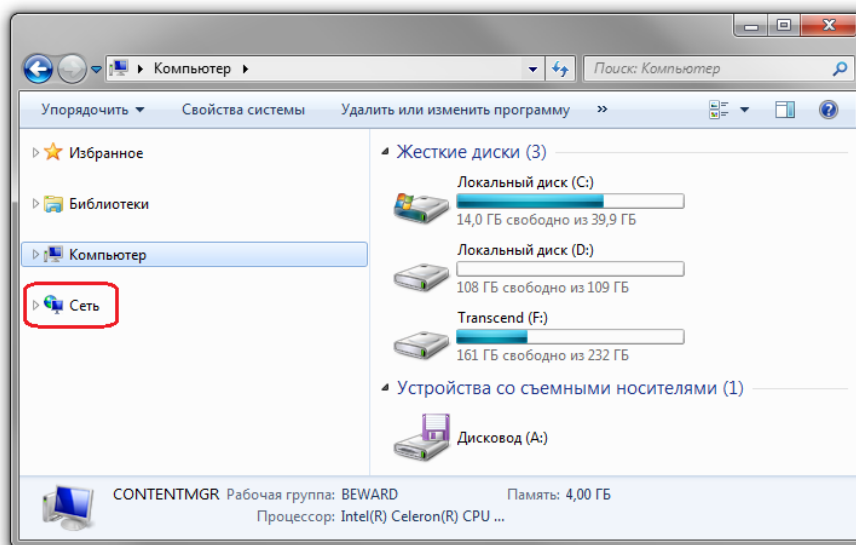 Компьютер
Поиск: Компьютер
Упорядочить Свойства системы Удалить или изменить программу »
Избранное
Библиотеки
Компьютер
Сеть
Жесткие диски (3)
Локальный диск (C:)
14,0 ГБ свободно из 39,9 ГБ
Локальный диск (D:)
108 ГБ свободно из 109 ГБ
Transcend (F:)
161 ГБ свободно из 232 ГБ
Устройства со съемными носителями (1)
Дисковод (A:)
CONTENTMGR Рабочая группа: BEWARD Память: 4,00 ГБ
Процессор: Intel(R) Celeron(R) CPU ...